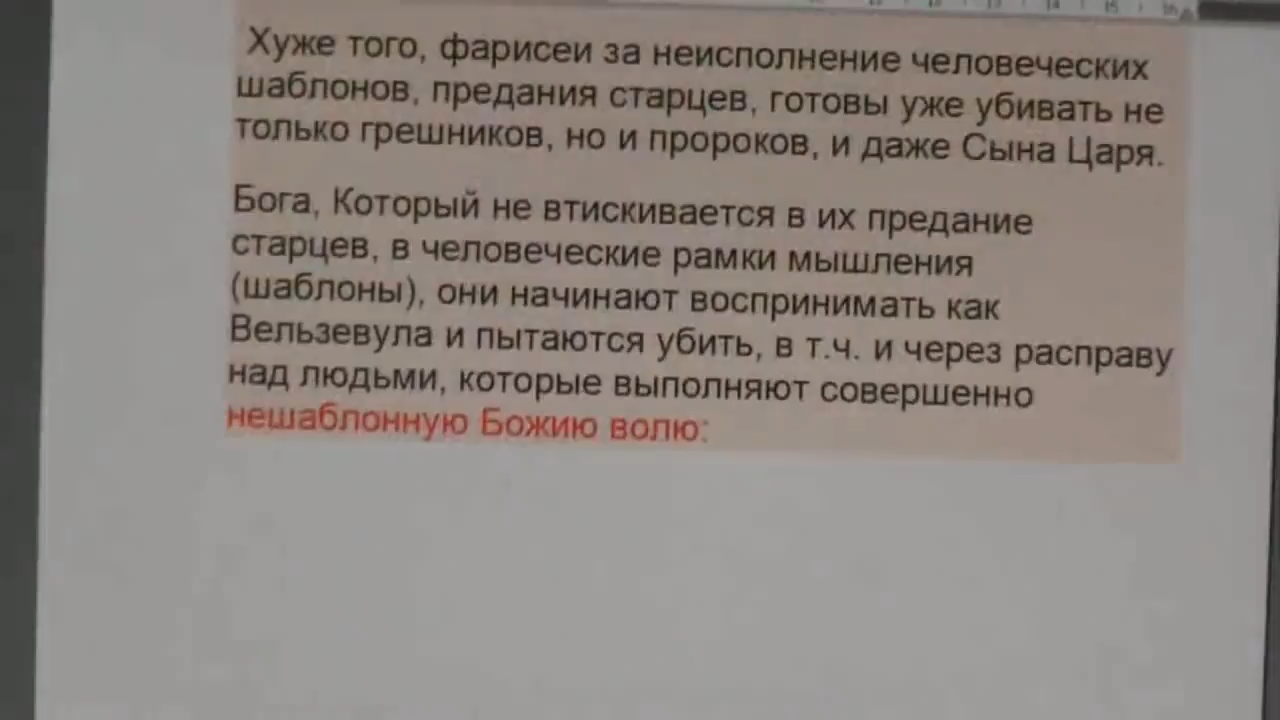 Хуже того, фарисеи за неисполнение человеческих
шаблонов, предания старцев, готовы уже убивать не
только грешников, но и пророков, и даже Сына Царя.
Бога, Который не втискивается в их предание
старцев, в человеческие рамки мышления
(шаблоны), они начинают воспринимать как
Вельзевула и пытаются убить, в т.ч. и через расправу
над людьми, которые выполняют совершенно
нешаблонную Божию волю: